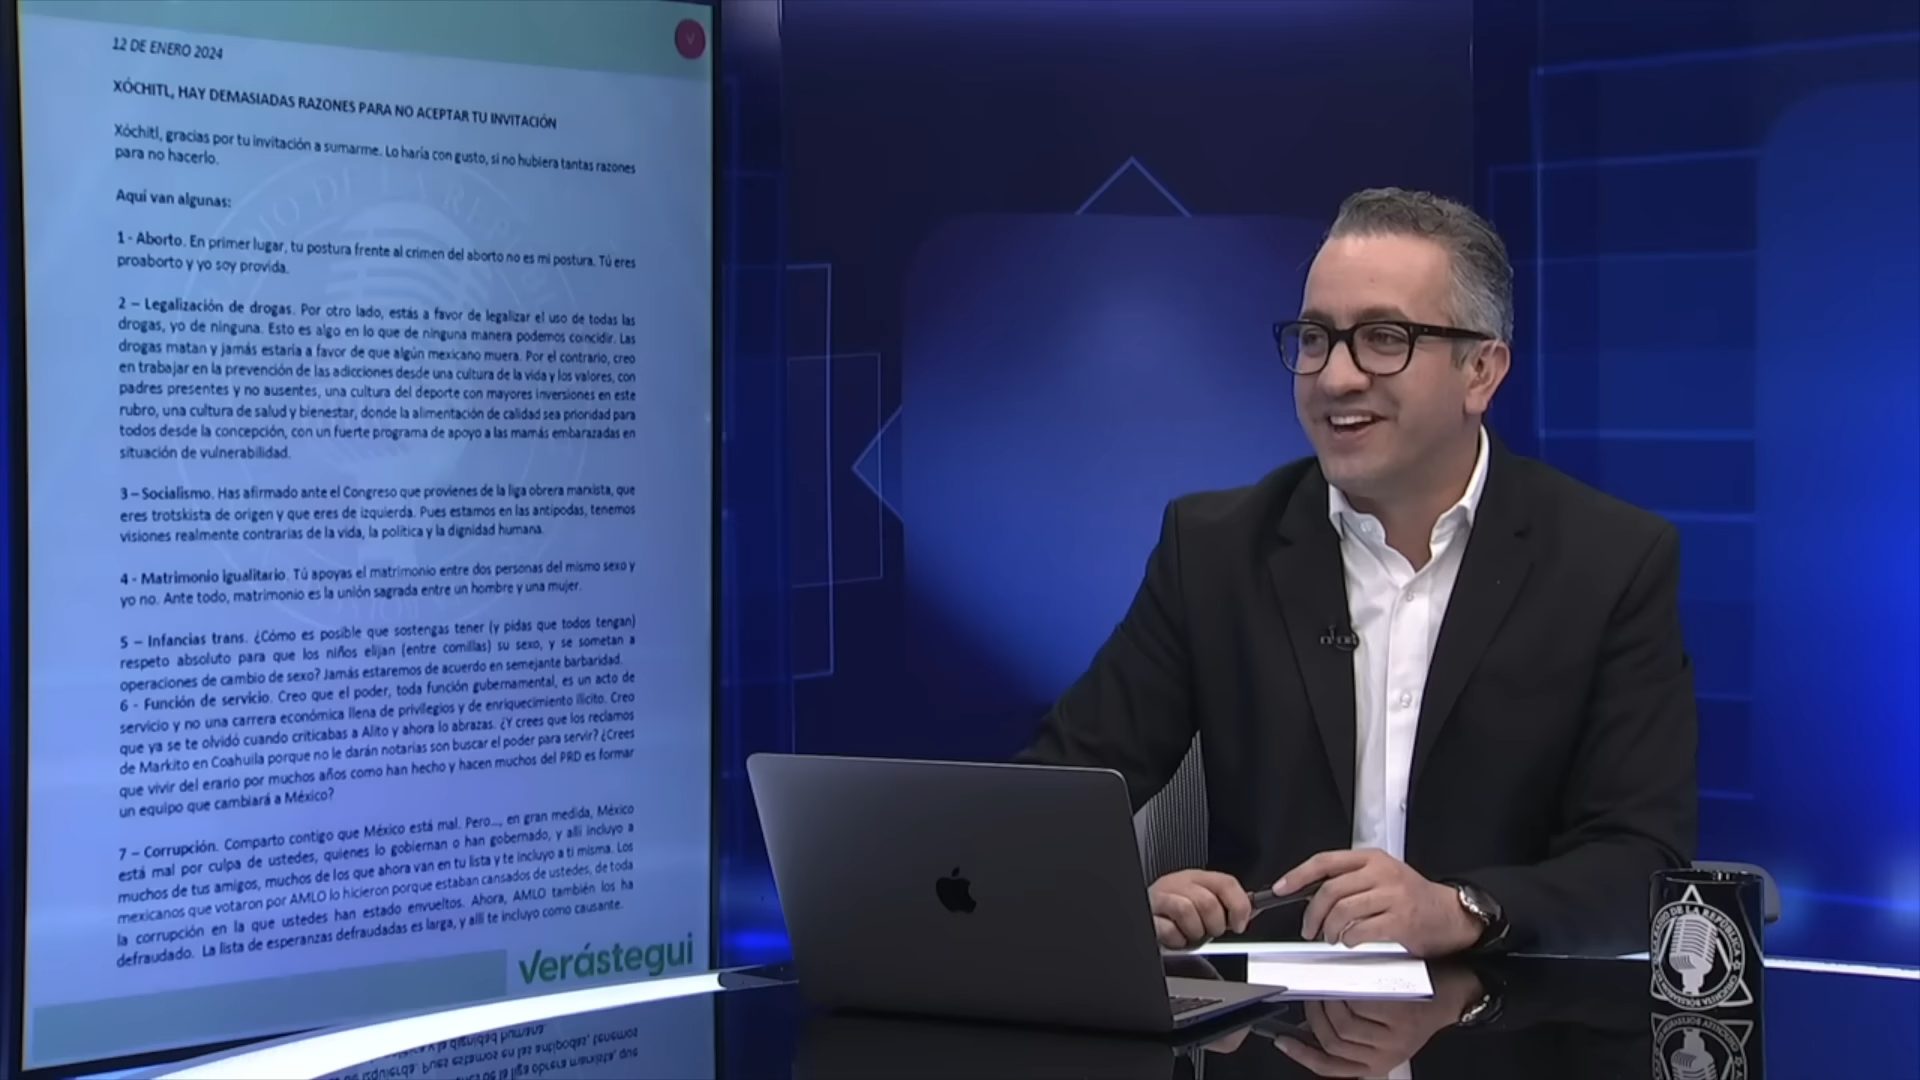 12 DE ENERO 2024
XÓCHITL, HAY DEMASIADAS RAZONES PARA NO ACEPTAR TU INVITACIÓN
Xóchitl, gracias por tu invitación a sumarme. Lo haría con gusto, si no hubiera tantas razones
para no hacerlo.
Aquí van algunas:
1 - Aborto. En primer lugar, tu postura frente al crimen del aborto no es mi postura. Tú eres
proaborto y yo soy provida.
2 – Legalización de drogas. Por otro lado, estás a favor de legalizar el uso de todas las
drogas, yo de ninguna. Esto es algo en lo que de ninguna manera podemos coincidir. Las
drogas matan y jamás estaría a favor de que algún mexicano muera. Por el contrario, creo
en trabajar en la prevención de las adicciones desde una cultura de la vida y los valores, con
padres presentes y no ausentes, una cultura del deporte con mayores inversiones en este
rubro, una cultura de salud y bienestar, donde la alimentación de calidad sea prioridad para
todos desde la concepción, con un fuerte programa de apoyo a las mamás embarazadas en
situación de vulnerabilidad.
3 – Socialismo. Has afirmado ante el Congreso que provienes de la liga obrera marxista, que
eres trotskista de origen y que eres de izquierda. Pues estamos en las antípodas, tenemos
visiones realmente contrarias de la vida, la política y la dignidad humana.
4 - Matrimonio igualitario. Tú apoyas el matrimonio entre dos personas del mismo sexo y
yo no. Ante todo, matrimonio es la unión sagrada entre un hombre y una mujer.
5 – Infancias trans. ¿Cómo es posible que sostengas tener (y pidas que todos tengan)
respeto absoluto para que los niños elijan (entre comillas) su sexo, y se sometan a
operaciones de cambio de sexo? Jamás estaremos de acuerdo en semejante barbaridad.
6 - Función de servicio. Creo que el poder, toda función gubernamental, es un acto de
servicio y no una carrera económica llena de privilegios y de enriquecimiento ilícito. Creo
que ya se te olvidó cuando criticabas a Alito y ahora lo abrazas. ¿Y crees que los reclamos
de Markito en Coahuila porque no le darán notarías son buscar el poder para servir? ¿Crees
que vivir del erario por muchos años como han hecho y hacen muchos del PRD es formar
un equipo que cambiará a México?
7 – Corrupción. Comparto contigo que México está mal. Pero..., en gran medida, México
está mal por culpa de ustedes, quienes lo gobiernan o han gobernado, y allí incluyo a
muchos de tus amigos, muchos de los que ahora van en tu lista y te incluyo a ti misma. Los
mexicanos que votaron por AMLO lo hicieron porque estaban cansados de ustedes, de toda
la corrupción en la que ustedes han estado envueltos. Ahora, AMLO también los ha
defraudado. La lista de esperanzas defraudadas es larga, y allí te incluyo como causante.
Verástegui
DE LA REPÚBLICA